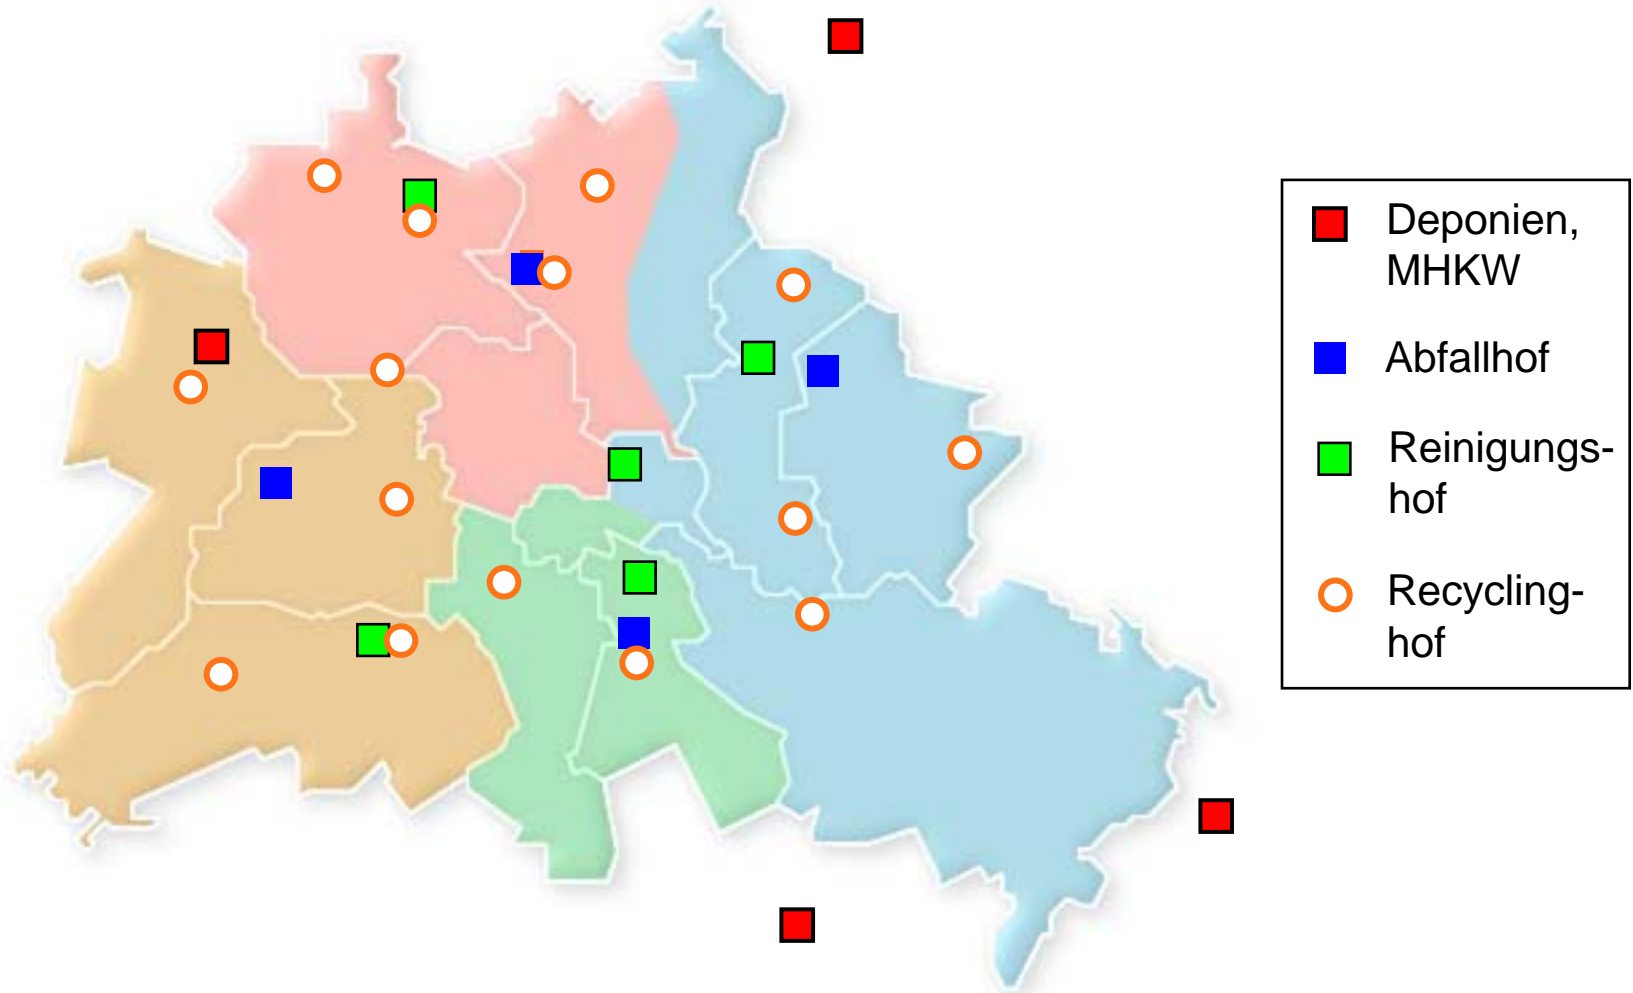 Deponien,
MHKW
Abfallhof
Reinigungs-
hof
Recycling-
hof